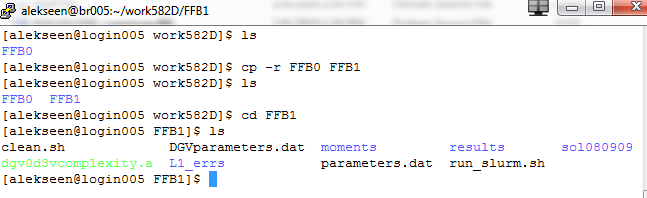 alekseen@br005:~/work582D/FFB1
[alekseen@login005 work582D]$ ls
FFB0
[alekseen@login005 work582D]$ cp -r FFB0 FFB1
[alekseen@login005 work582D]$ ls
FFB0 FFB1
[alekseen@login005 work582D]$ cd FFB1
[alekseen@login005 FFB1]$ ls
clean.sh DGVparameters.dat moments results sol080909
dgv0d3vcomplexity.a L1_errs parameters.dat run_slurm.sh
[alekseen@login005 FFB1]$